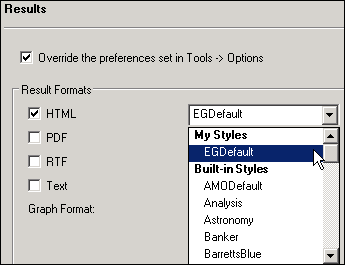 Results
Override the preferences set in Tools -> Options
Result Formats
HTML
EGDefault
PDF
My Styles
EGDefault
RTF
Built-in Styles
Text
AMODefault
Graph Format:
Analysis
Astronomy
Banker
BarrettsBlue